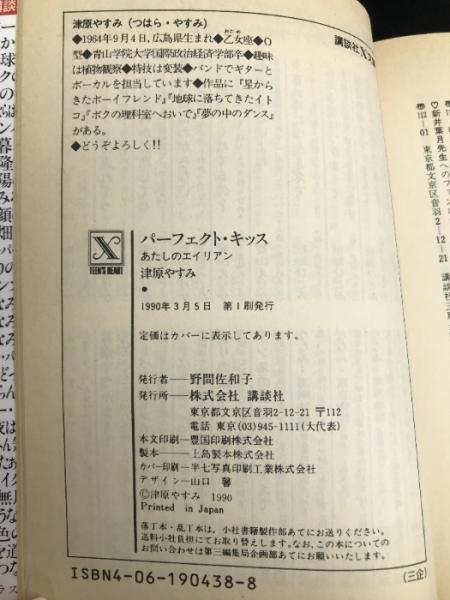 津原やすみ（つはら・やすみ）
◆1964年9月4日、広島県生まれ◆乙女座◆O
型◆青山学院大学国際政治経済学部卒◆趣味
は植物観察◆特技は変装◆バンドでギターと
ボーカルを担当しています◆作品に『星から
きたボーイフレンド』『地球に落ちてきたイト
コ』『ボクの理科室へおいで』『夢の中のダンス』
がある。
◆どうぞよろしく!!
X
TEEN'S HEART
パーフェクト・キッス
あたしのエイリアン
津原やすみ
●
1990年3月5日 第1刷発行
定価はカバーに表示してあります。
発行者——野間佐和子
発行所——株式会社 講談社
東京都文京区音羽2-12-21 〒112
電話 東京(03)945-1111(大代表)
本文印刷—豊国印刷株式会社
製本——上島製本株式会社
カバー印刷—半七写真印刷工業株式会社
デザイン—山口 馨
©津原やすみ 1990
Printed in Japan
落丁本・乱丁本は、小社書籍製作部あてにお送りください。
送料小社負担にてお取り替えします。なお、この本についての
お問い合わせは第三編集局企画部あてにお願いいたします。
ISBN4-06-190438-8
（三企）
講談社X文
♡新井葉月先生へのファ
〒112-01 東京都文京区音羽2-12-21